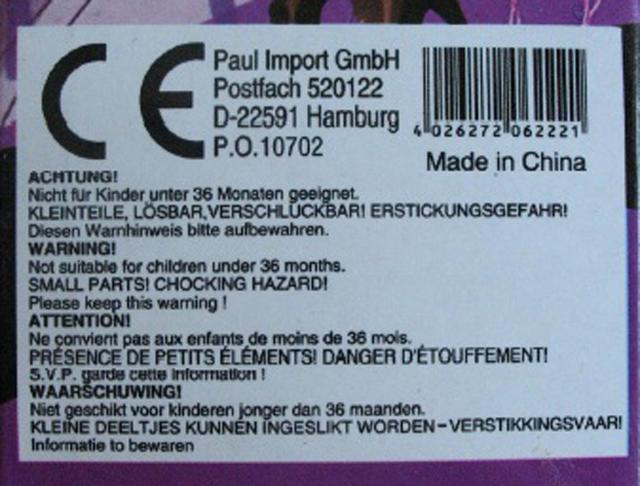 CE
Paul Import GmbH
Postfach 520122
D-22591 Hamburg
P.O.10702
4 026272 062221
Made in China
ACHTUNG!
Nicht für Kinder unter 36 Monaten geeignet.
KLEINTEILE, LÖSBAR,VERSCHLUCKBAR! ERSTICKUNGSGEFAHR!
Diesen Warnhinweis bitte aufbewahren.
WARNING!
Not suitable for children under 36 months.
SMALL PARTS! CHOCKING HAZARD!
Please keep this warning !
ATTENTION!
Ne convient pas aux enfants de moins de 36 mois.
PRÉSENCE DE PETITS ÉLÉMENTS! DANGER D'ÉTOUFFEMENT!
S.V.P. garde cette information !
WAARSCHUWING!
Niet geschikt voor kinderen jonger dan 36 maanden.
KLEINE DEELTJES KUNNEN INGESLIKT WORDEN-VERSTIKKINGSVAAR!
Informatie to bewaren